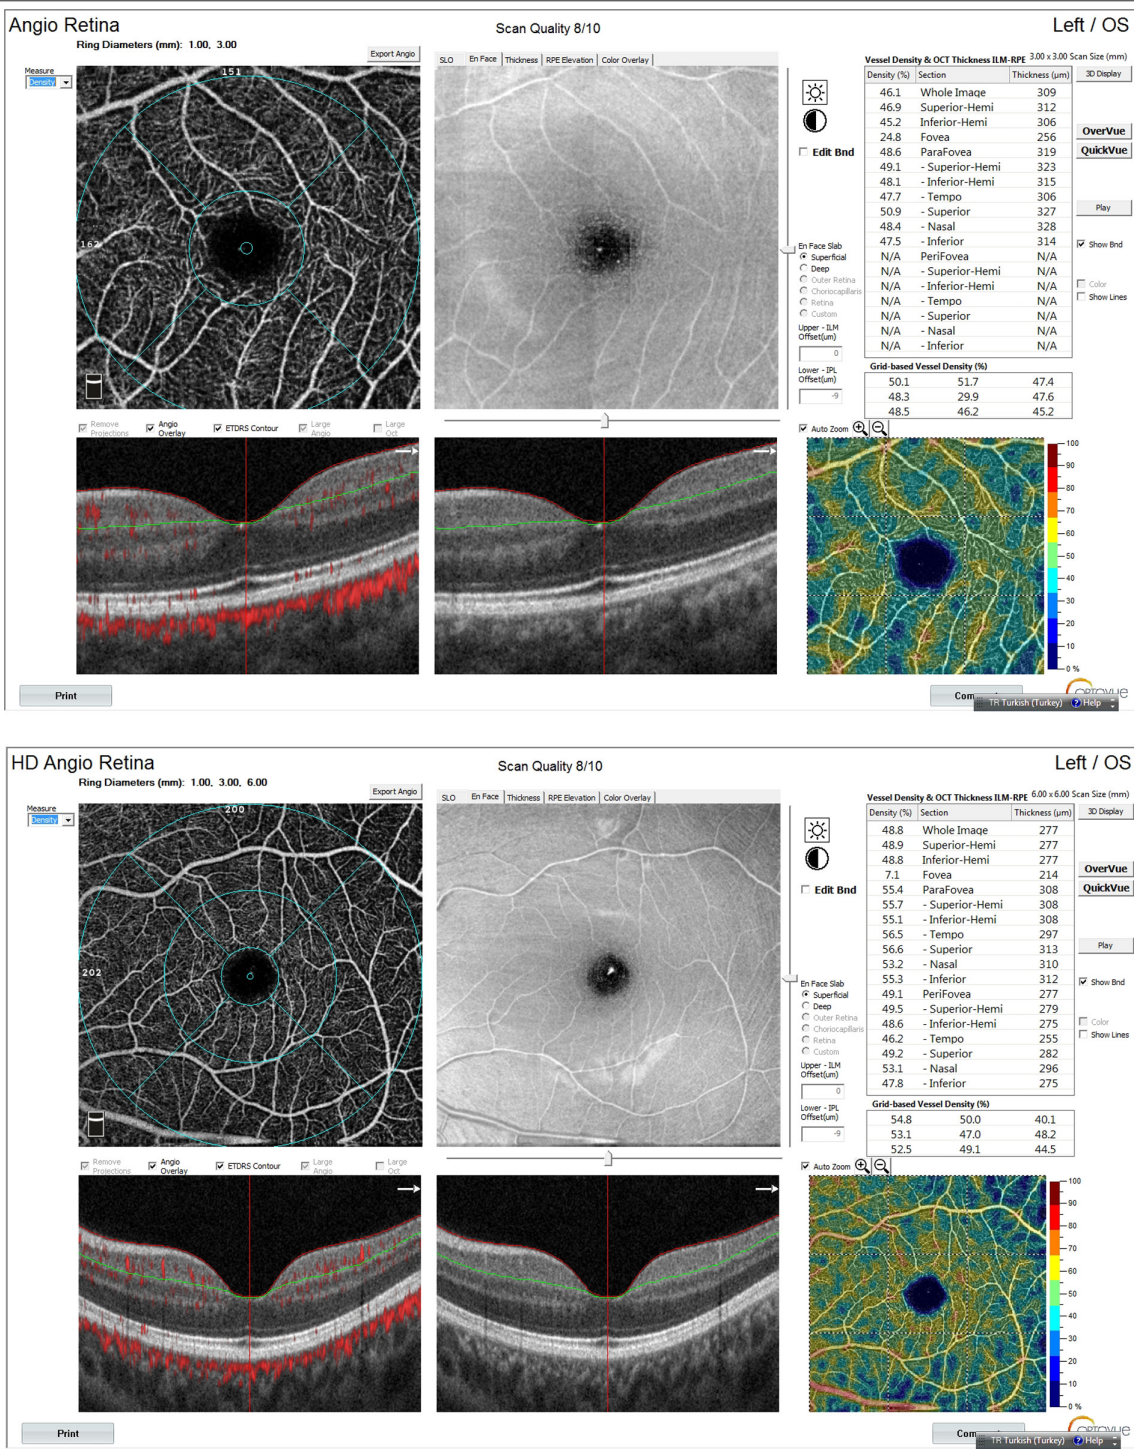 Angio Retina
Scan Quality 8/10
Left / OS
Ring Diameters (mm): 1.00, 3.00
Export Angio
Measure
Density
151
162
SLO En Face Thickness RPE Elevation Color Overlay
Edit Bnd
En Face Slab
Superficial
Deep
Outer Retina
Choriocapillaris
Retina
Custom
Upper - ILM
Offset(um)
0
Lower - IPL
Offset(um)
-9
Vessel Density & OCT Thickness ILM-RPE 3.00 x 3.00 Scan Size (mm)
Density (%) Section Thickness (µm)
46.1 Whole Image 309
46.9 Superior-Hemi 312
45.2 Inferior-Hemi 306
24.8 Fovea 256
48.6 ParaFovea 319
49.1 - Superior-Hemi 323
48.1 - Inferior-Hemi 315
47.7 - Tempo 306
50.9 - Superior 327
48.4 - Nasal 328
47.5 - Inferior 314
N/A PeriFovea N/A
N/A - Superior-Hemi N/A
N/A - Inferior-Hemi N/A
N/A - Tempo N/A
N/A - Superior N/A
N/A - Nasal N/A
N/A - Inferior N/A
Grid-based Vessel Density (%)
50.1 51.7 47.4
48.3 29.9 47.6
48.5 46.2 45.2
3D Display
OverVue
QuickVue
Play
Show Bnd
Color
Show Lines
Remove Projections
Angio Overlay
ETDRS Contour
Large Angio
Large Oct
Auto Zoom
100
90
80
70
60
50
40
30
20
10
0 %
Print
Com
OPTOVUE
TR Turkish (Turkey) Help
HD Angio Retina
Scan Quality 8/10
Left / OS
Ring Diameters (mm): 1.00, 3.00, 6.00
Export Angio
Measure
Density
200
202
SLO En Face Thickness RPE Elevation Color Overlay
Edit Bnd
En Face Slab
Superficial
Deep
Outer Retina
Choriocapillaris
Retina
Custom
Upper - ILM
Offset(um)
0
Lower - IPL
Offset(um)
-9
Vessel Density & OCT Thickness ILM-RPE 6.00 x 6.00 Scan Size (mm)
Density (%) Section Thickness (µm)
48.8 Whole Image 277
48.9 Superior-Hemi 277
48.8 Inferior-Hemi 277
7.1 Fovea 214
55.4 ParaFovea 308
55.7 - Superior-Hemi 308
55.1 - Inferior-Hemi 308
56.5 - Tempo 297
56.6 - Superior 313
53.2 - Nasal 310
55.3 - Inferior 312
49.1 PeriFovea 277
49.5 - Superior-Hemi 279
48.6 - Inferior-Hemi 275
46.2 - Tempo 255
49.2 - Superior 282
53.1 - Nasal 296
47.8 - Inferior 275
Grid-based Vessel Density (%)
54.8 50.0 40.1
53.1 47.0 48.2
52.5 49.1 44.5
3D Display
OverVue
QuickVue
Play
Show Bnd
Color
Show Lines
Remove Projections
Angio Overlay
ETDRS Contour
Large Angio
Large Oct
Auto Zoom
100
90
80
70
60
50
40
30
20
10
0 %
Print
Com
OPTOVUE
TR Turkish (Turkey) Help